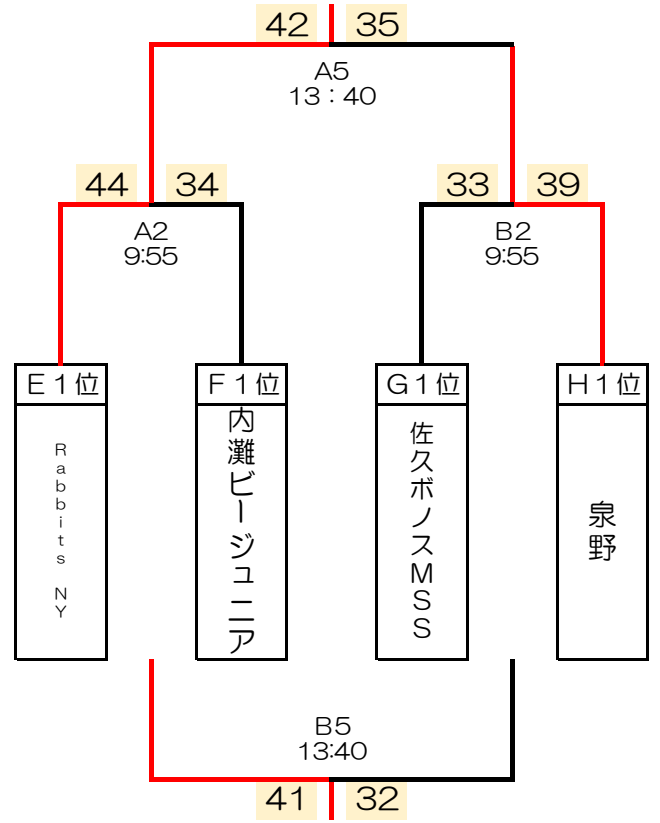 42 35
A5
13：40
44 34 33 39
A2 B2
9:55 9:55
E1位 F1位 G1位 H1位
Rabbits NY
内灘ビージュニア
佐久ボノスMSS
泉野
B5
13:40
41 32